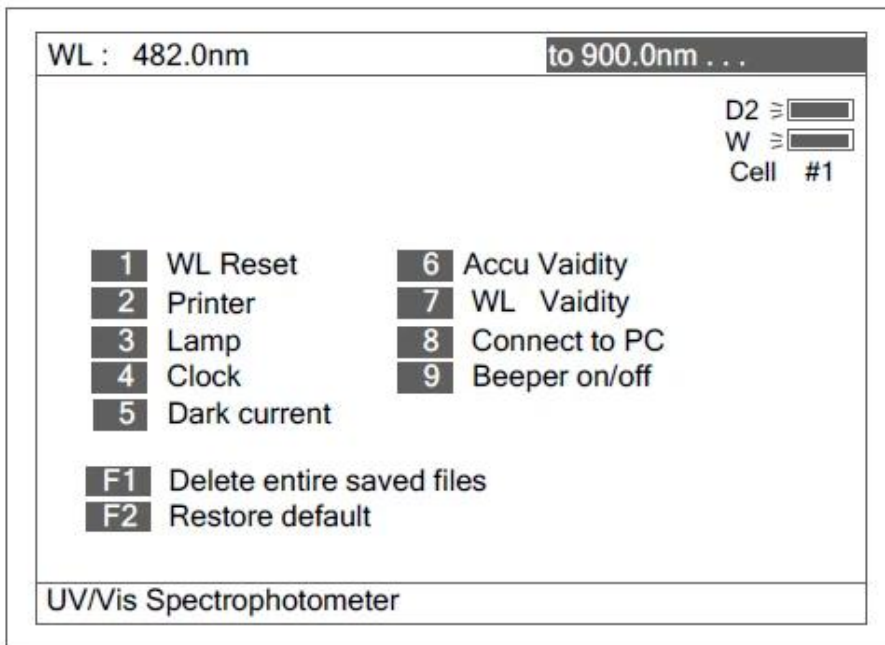 WL : 482.0nm to 900.0nm . . .
D2
W
Cell #1
1 WL Reset 6 Accu Vaidity
2 Printer 7 WL Vaidity
3 Lamp 8 Connect to PC
4 Clock 9 Beeper on/off
5 Dark current
F1 Delete entire saved files
F2 Restore default
UV/Vis Spectrophotometer